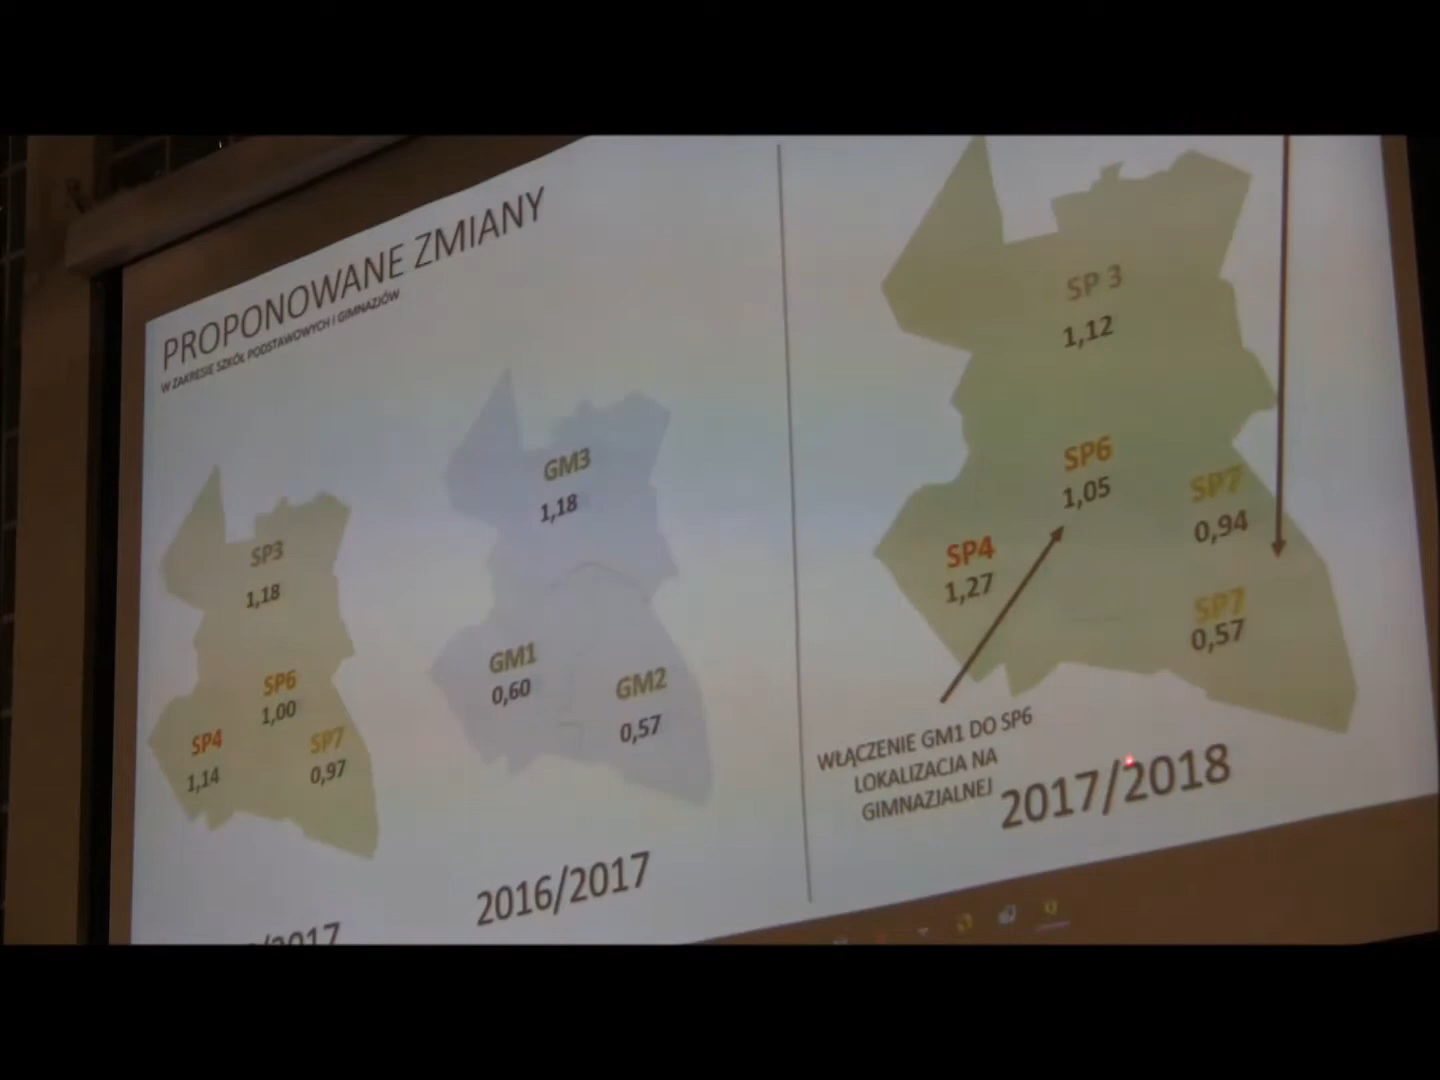 PROPONOWANE ZMIANY
W ZAKRESIE SZKÓŁ PODSTAWOWYCH I GIMNAZJÓW
SP3
1,18
SP6
1,00
SP4
1,14
SP7
0,97
/2017
GM3
1,18
GM1
0,60
GM2
0,57
2016/2017
SP 3
1,12
SP6
1,05
SP7
0,94
SP4
1,27
SP7
0,57
WŁĄCZENIE GM1 DO SP6
LOKALIZACJA NA
GIMNAZJALNEJ
2017/2018